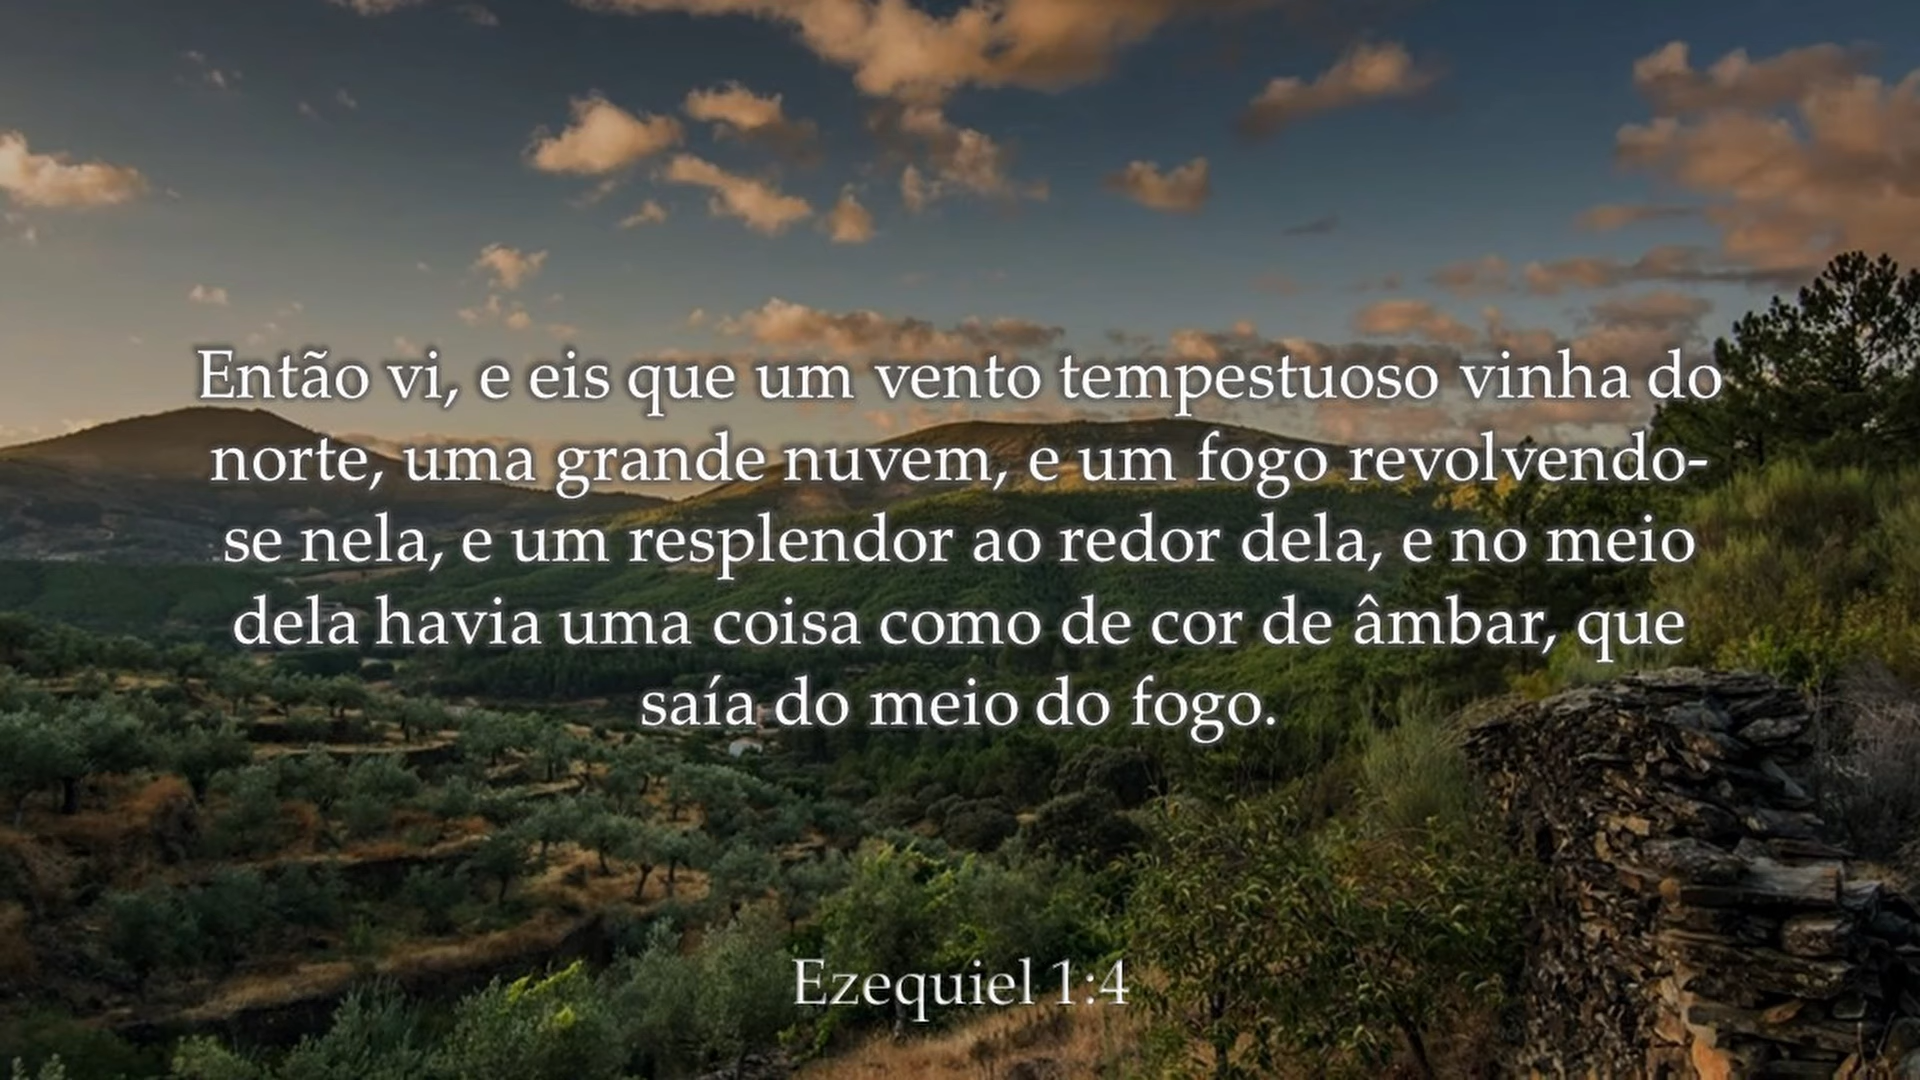 Então vi, e eis que um vento tempestuoso vinha do
norte, uma grande nuvem, e um fogo revolvendo-
se nela, e um resplendor ao redor dela, e no meio
dela havia uma coisa como de cor de âmbar, que
saía do meio do fogo.
Ezequiel 1:4